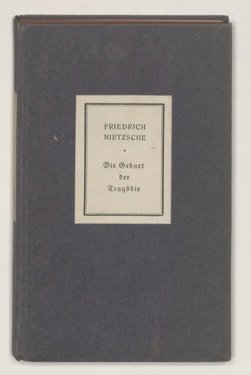 FRIEDRICH
NIETZSCHE
Die Geburt
der
Tragödie